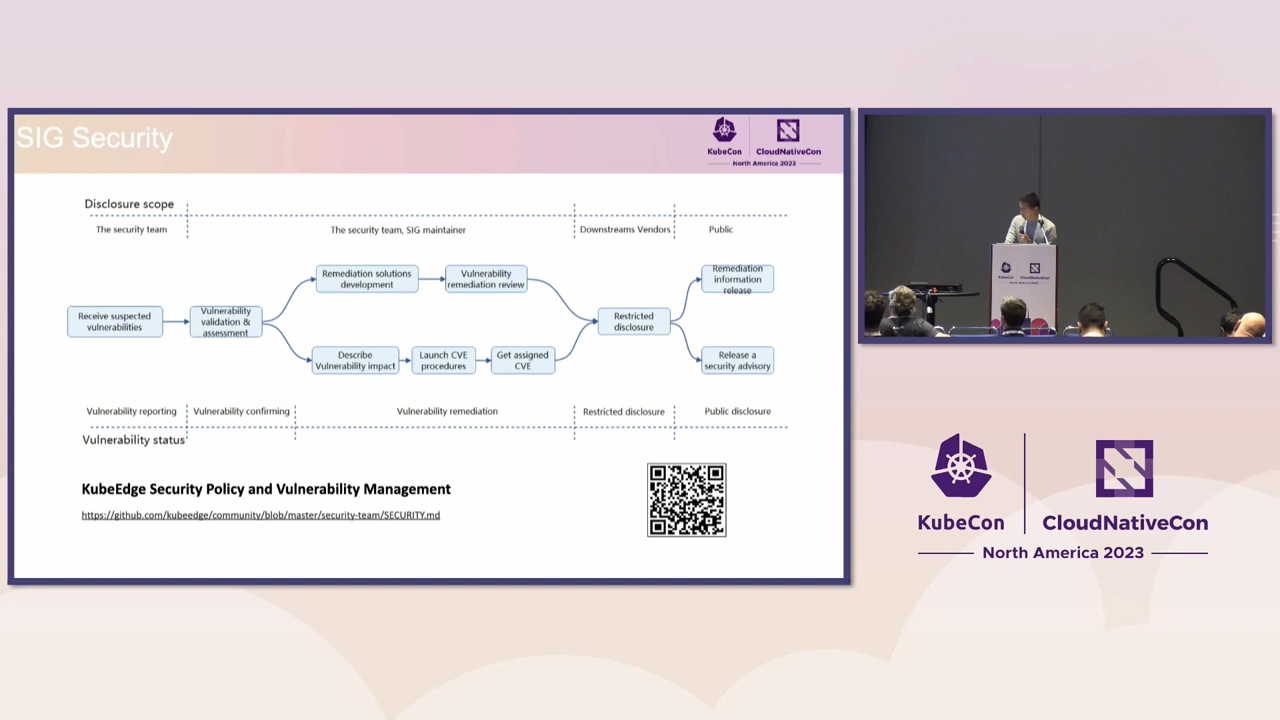 SIG Security
KubeCon
CloudNativeCon
North America 2023
Disclosure scope
The security team
The security team, SIG maintainer
Downstreams Vendors
Public
Receive suspected
vulnerabilities
Vulnerability
validation &
assessment
Remediation solutions
development
Vulnerability
remediation review
Describe
Vulnerability impact
Launch CVE
procedures
Get assigned
CVE
Restricted
disclosure
Remediation
information
release
Release a
security advisory
Vulnerability reporting
Vulnerability confirming
Vulnerability remediation
Restricted disclosure
Public disclosure
Vulnerability status
KubeEdge Security Policy and Vulnerability Management
https://github.com/kubeedge/community/blob/master/security-team/SECURITY.md
KubeCon
CloudNativeCon
North America 2023